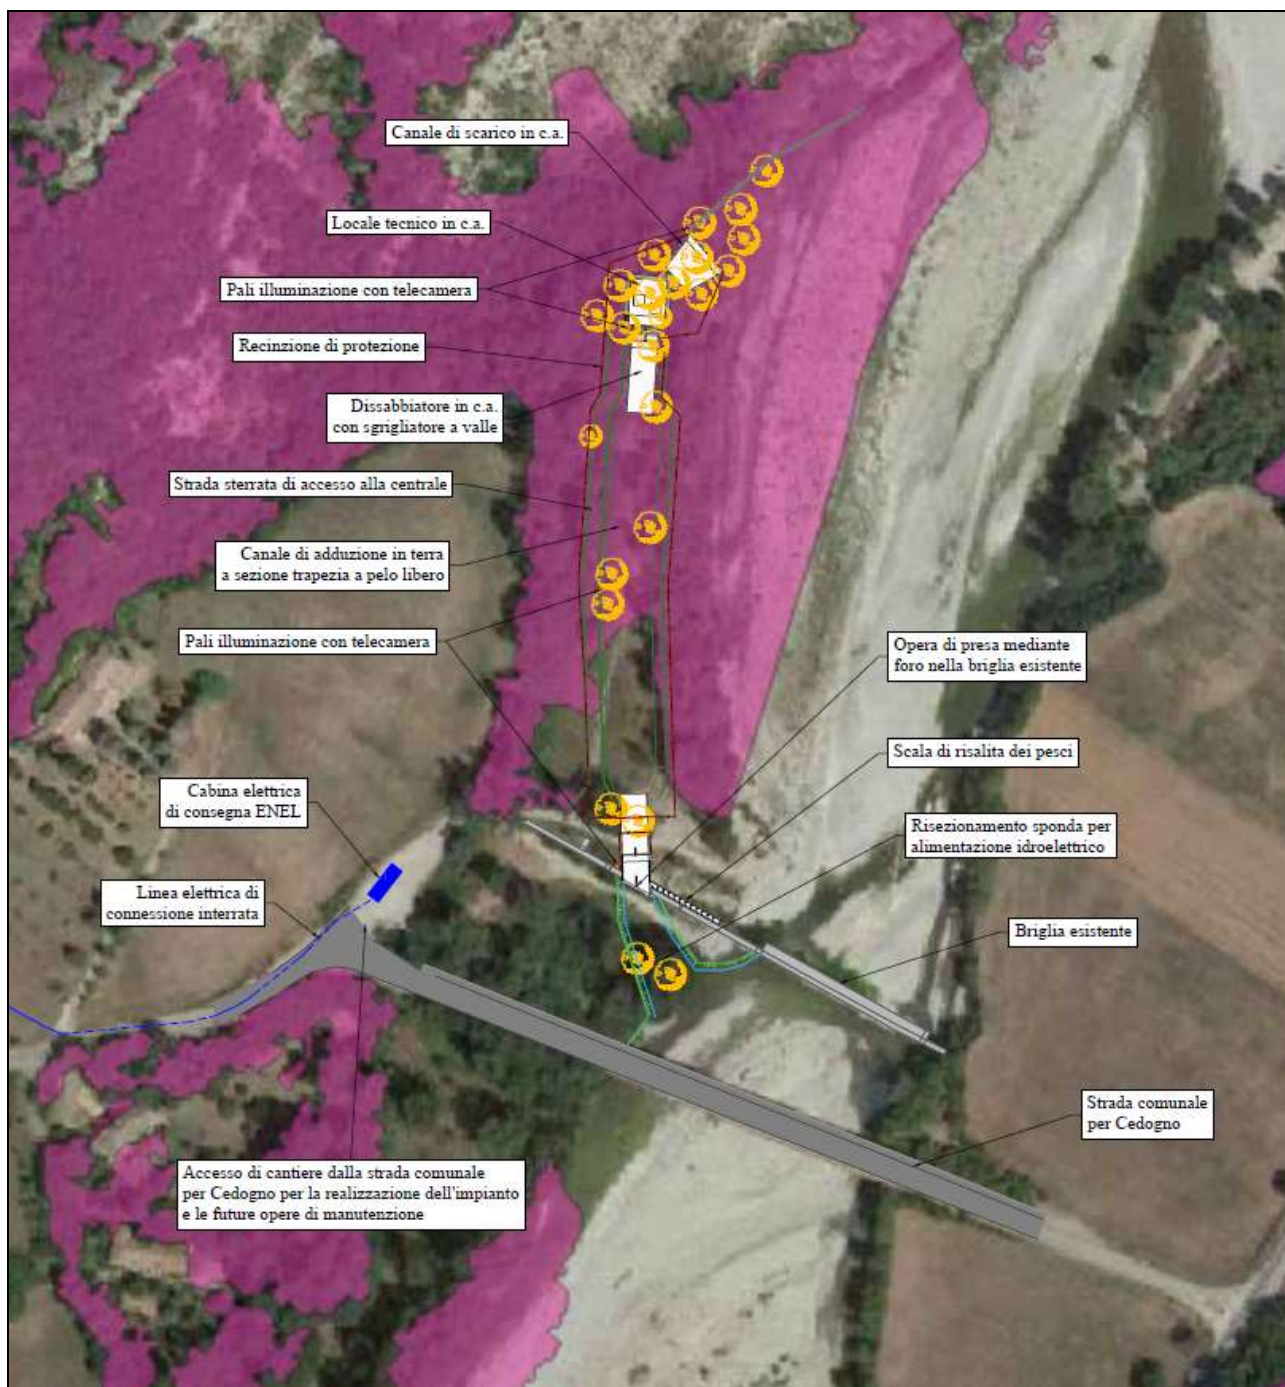 Canale di scarico in c.a.
Locale tecnico in c.a.
Pali illuminazione con telecamera
Recinzione di protezione
Dissabbiatore in c.a.
con sgrigliatore a valle
Strada sterrata di accesso alla centrale
Canale di adduzione in terra
a sezione trapezia a pelo libero
Pali illuminazione con telecamera
Opera di presa mediante
foro nella briglia esistente
Scala di risalita dei pesci
Cabina elettrica
di consegna ENEL
Risezionamento sponda per
alimentazione idroelettrico
Linea elettrica di
connessione interrata
Briglia esistente
Strada comunale
per Cedogno
Accesso di cantiere dalla strada comunale
per Cedogno per la realizzazione dell'impianto
e le future opere di manutenzione